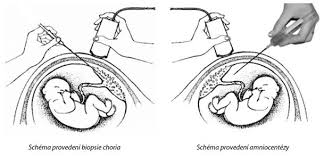 Schéma provedení biopsie choria
Schéma provedení amniocentézy